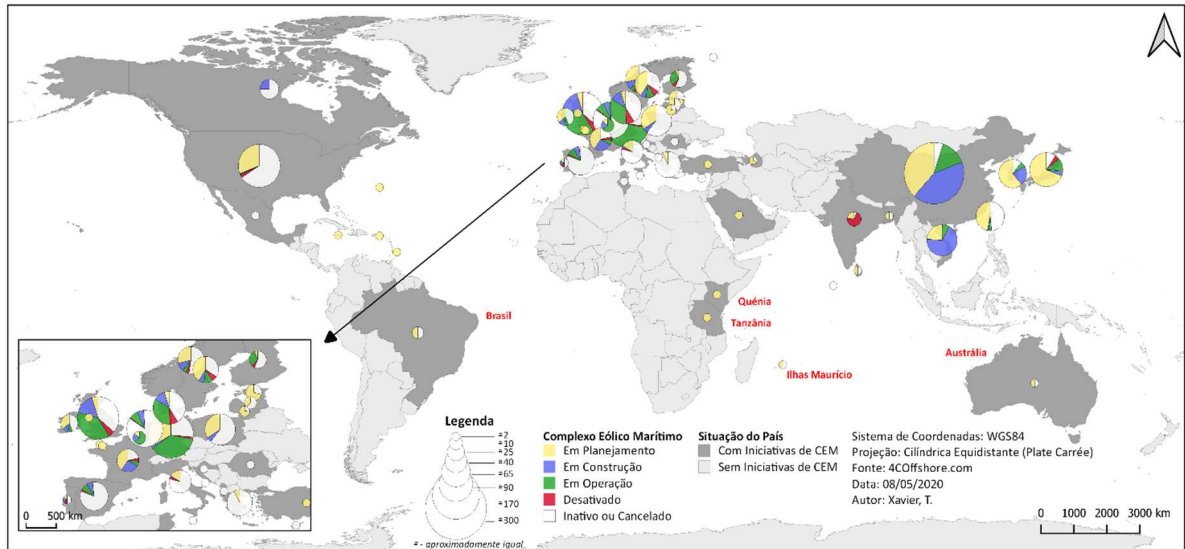 Brasil
Quénia
Tanzânia
Ilhas Maurício
Austrália
0 500 km
Legenda
#2
#10
#25
#40
#65
#90
#170
#300
# - aproximadamente igual
Complexo Eólico Marítimo
Em Planejamento
Em Construção
Em Operação
Desativado
Inativo ou Cancelado
Situação do País
Com Iniciativas de CEM
Sem Iniciativas de CEM
Sistema de Coordenadas: WGS84
Projeção: Cilíndrica Equidistante (Plate Carrée)
Fonte: 4COffshore.com
Data: 08/05/2020
Autor: Xavier, T.
0 1000 2000 3000 km